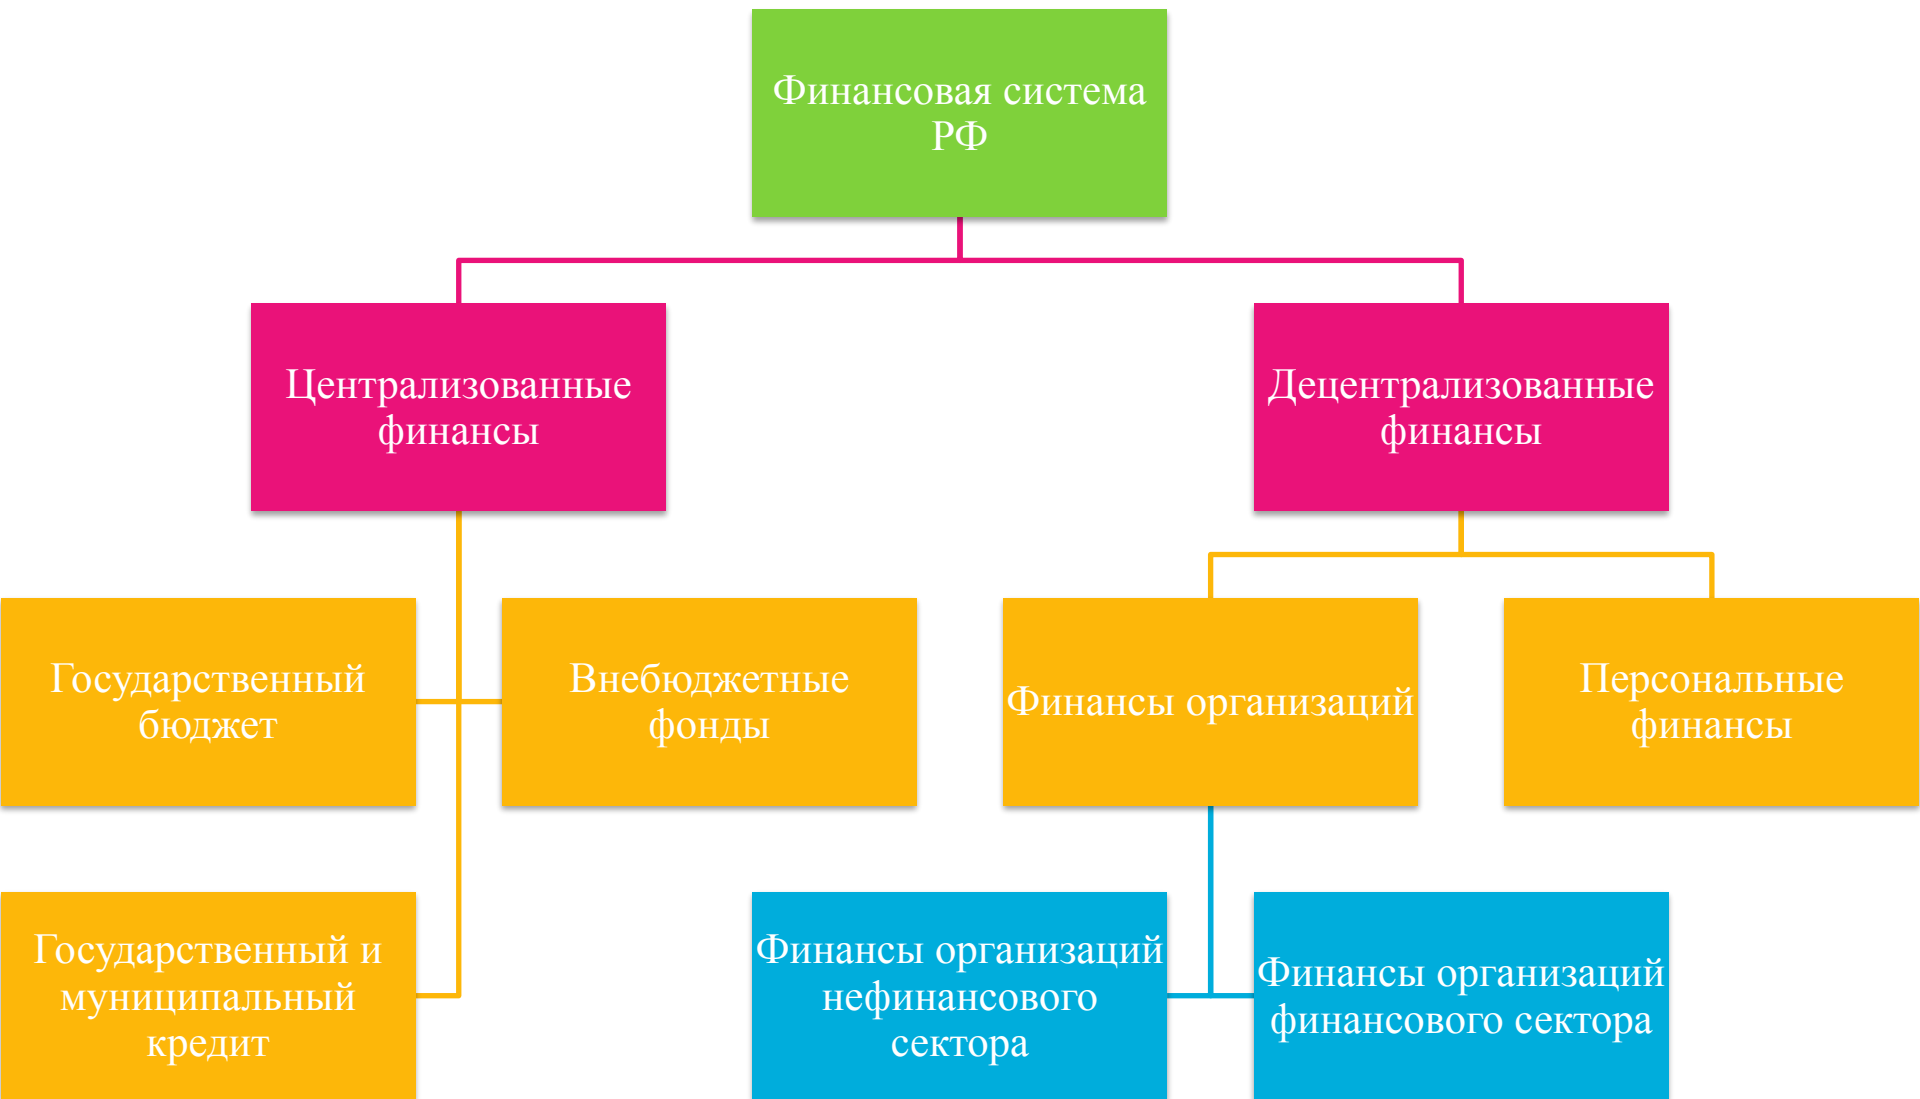 Финансовая система
РФ
Централизованные
финансы
Децентрализованные
финансы
Государственный
бюджет
Внебюджетные
фонды
Финансы организаций
Персональные
финансы
Государственный и
муниципальный
кредит
Финансы организаций
нефинансового
сектора
Финансы организаций
финансового сектора